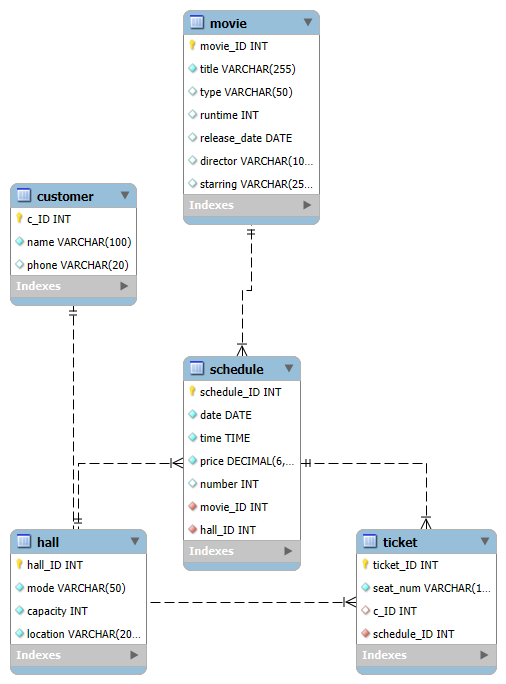 movie
movie_ID INT
title VARCHAR(255)
type VARCHAR(50)
runtime INT
release_date DATE
director VARCHAR(10...
starring VARCHAR(25...
Indexes
customer
c_ID INT
name VARCHAR(100)
phone VARCHAR(20)
Indexes
schedule
schedule_ID INT
date DATE
time TIME
price DECIMAL(6,...
number INT
movie_ID INT
hall_ID INT
Indexes
hall
hall_ID INT
mode VARCHAR(50)
capacity INT
location VARCHAR(20...
Indexes
ticket
ticket_ID INT
seat_num VARCHAR(1...
c_ID INT
schedule_ID INT
Indexes